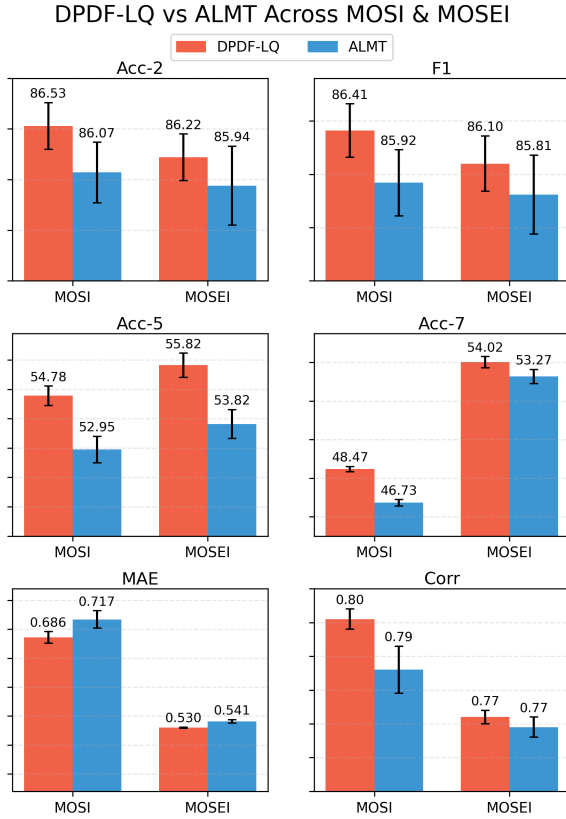 DPDF-LQ vs ALMT Across MOSI & MOSEI
DPDF-LQ ALMT
Acc-2 F1
86.53 86.07 86.22 85.94
86.41 85.92 86.10 85.81
MOSI MOSEI MOSI MOSEI
Acc-5 Acc-7
54.78 52.95 55.82 53.82
48.47 46.73 54.02 53.27
MOSI MOSEI MOSI MOSEI
MAE Corr
0.686 0.717 0.530 0.541
0.80 0.79 0.77 0.77
MOSI MOSEI MOSI MOSEI